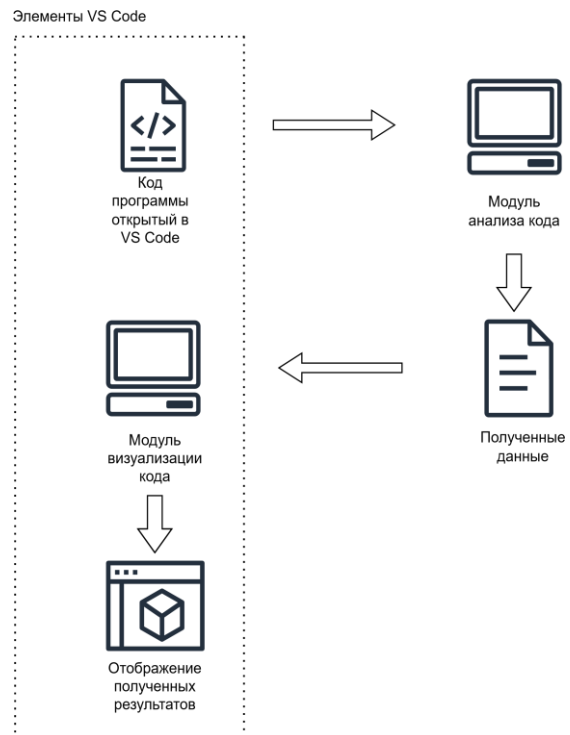 Элементы VS Code
</>
Код
программы
открытый в
VS Code
Модуль
анализа кода
Модуль
визуализации
кода
Полученные
данные
Отображение
полученных
результатов